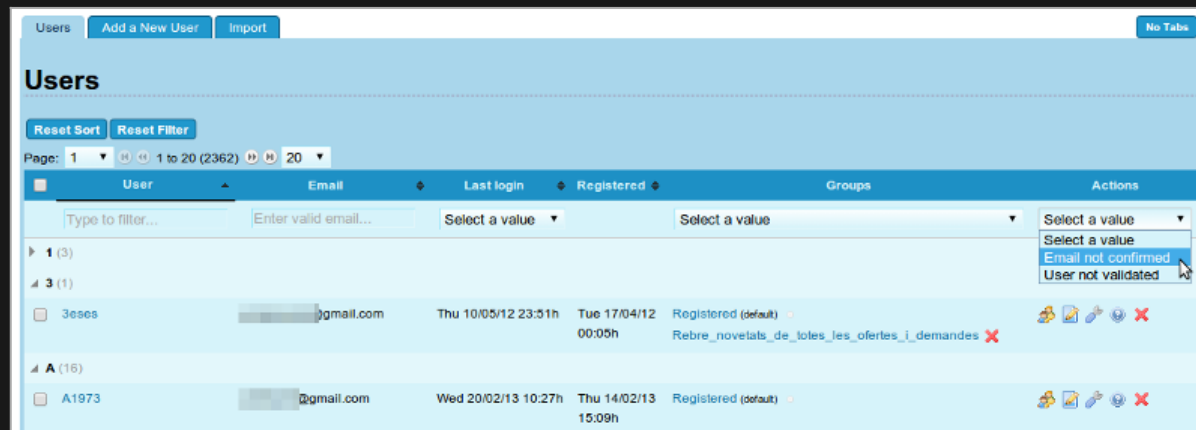 Users Add a New User Import No Tabs
Users
Reset Sort Reset Filter
Page: 1 1 to 20 (2362) 20
User Email Last login Registered Groups Actions
Type to filter... Enter valid email... Select a value Select a value Select a value
Select a value
1 (3) Email not confirmed
User not validated
3 (1)
3eses @gmail.com Thu 10/05/12 23:51h Tue 17/04/12 Registered (default)
00:05h Rebre_novetats_de_totes_les_ofertes_i_demandes
A (16)
A1973 @gmail.com Wed 20/02/13 10:27h Thu 14/02/13 Registered (default)
15:09h